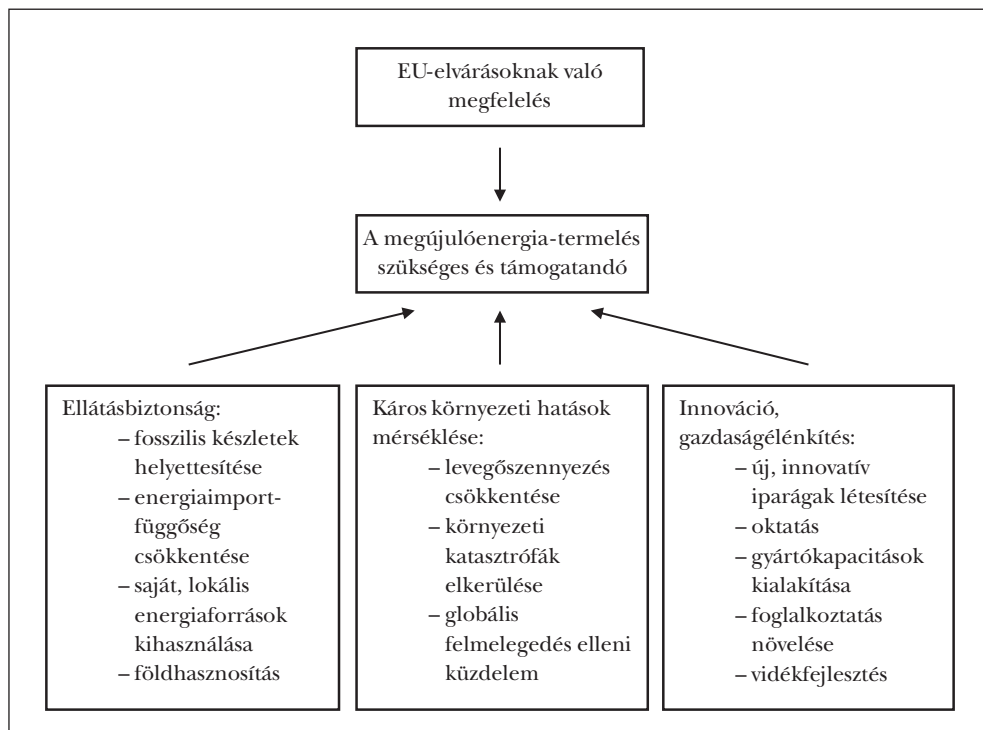 EU-elvárásoknak való
megfelelés
A megújulóenergia-termelés
szükséges és támogatandó
Ellátásbiztonság:
– fosszilis készletek
helyettesítése
– energiaimport-
függőség
csökkentése
– saját, lokális
energiaforrások
kihasználása
– földhasznosítás
Káros környezeti hatások
mérséklése:
– levegőszennyezés
csökkentése
– környezeti
katasztrófák
elkerülése
– globális
felmelegedés elleni
küzdelem
Innováció,
gazdaságélénkítés:
– új, innovatív
iparágak létesítése
– oktatás
– gyártókapacitások
kialakítása
– foglalkoztatás
növelése
– vidékfejlesztés